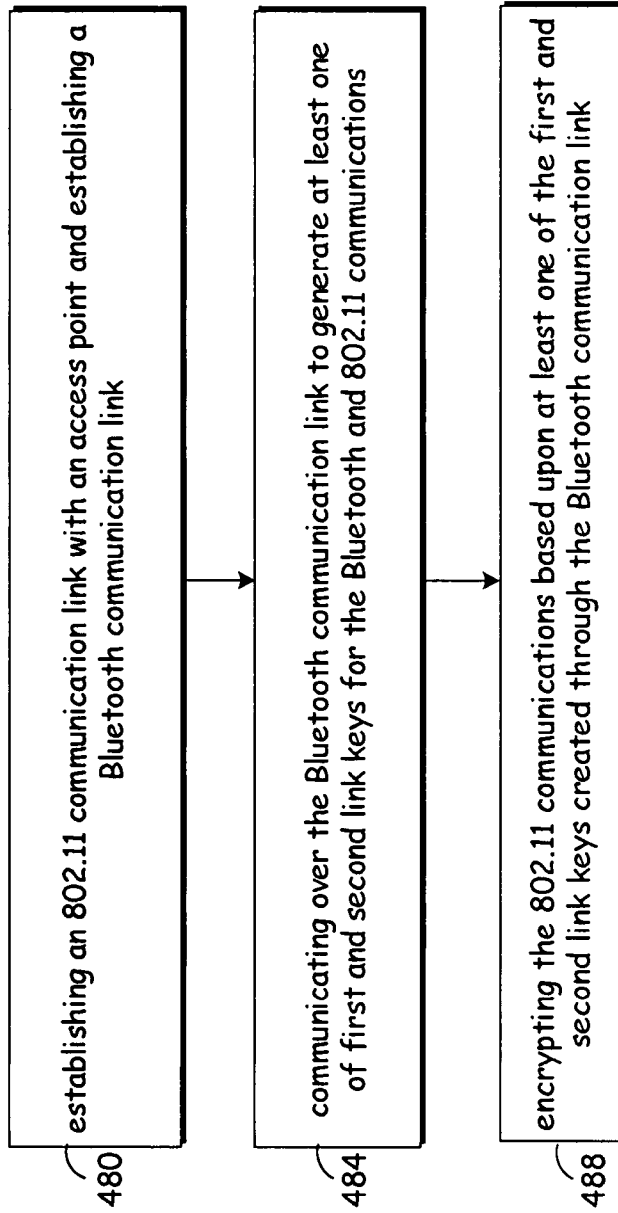 establishing an 802.11 communication link with an access point and establishing a
Bluetooth communication link
480
communicating over the Bluetooth communication link to generate at least one
of first and second link keys for the Bluetooth and 802.11 communications
484
encrypting the 802.11 communications based upon at least one of the first and
second link keys created through the Bluetooth communication link
488